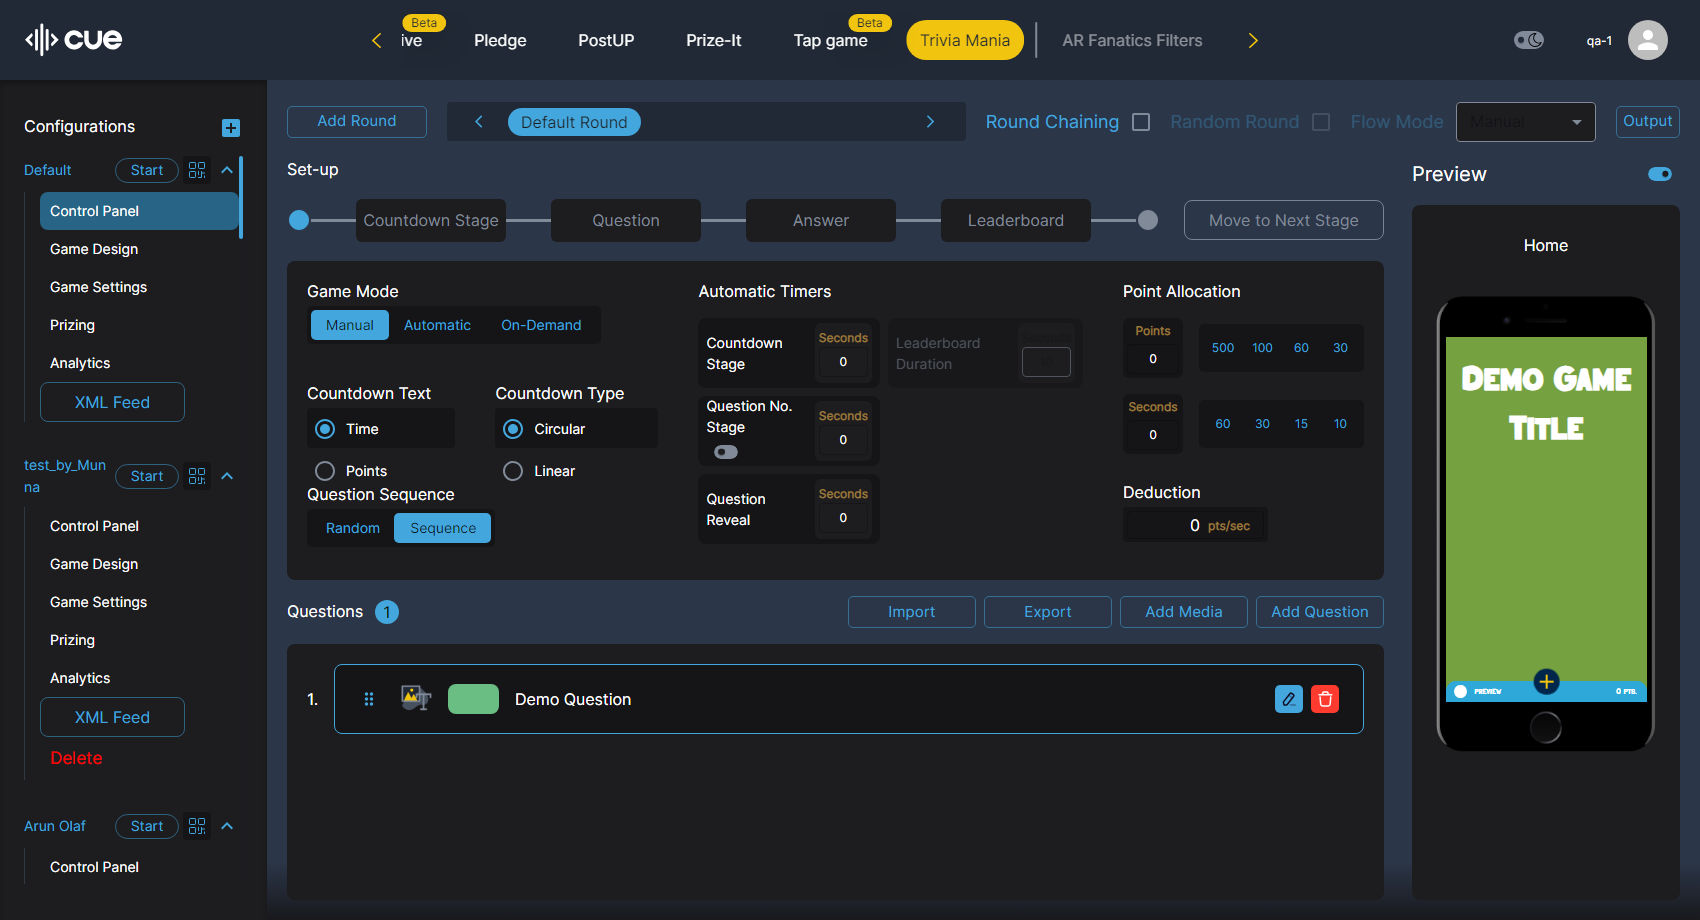 cue
ive
Beta
Pledge
PostUP
Prize-It
Tap game
Beta
Trivia Mania
AR Fanatics Filters
qa-1
Configurations
Default
Start
Control Panel
Game Design
Game Settings
Prizing
Analytics
XML Feed
test_by_Mun
na
Start
Control Panel
Game Design
Game Settings
Prizing
Analytics
XML Feed
Delete
Arun Olaf
Start
Control Panel
Add Round
Default Round
Round Chaining
Random Round
Flow Mode
Manual
Output
Set-up
Countdown Stage
Question
Answer
Leaderboard
Move to Next Stage
Game Mode
Manual
Automatic
On-Demand
Countdown Text
Time
Points
Countdown Type
Circular
Linear
Question Sequence
Random
Sequence
Automatic Timers
Countdown
Stage
Seconds
0
Leaderboard
Duration
Question No.
Stage
Seconds
0
Question
Reveal
Seconds
0
Point Allocation
Points
0
500 100 60 30
Seconds
0
60 30 15 10
Deduction
0 pts/sec
Questions 1
Import
Export
Add Media
Add Question
1.
Demo Question
Preview
Home
Demo Game
Title
PREVIEW
0 PTS.